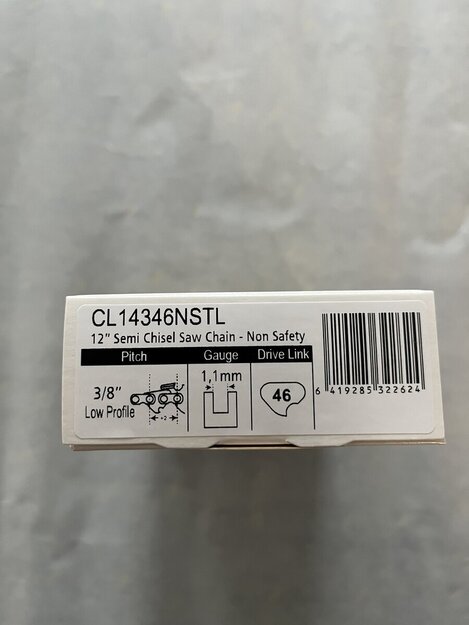 CL14346NSTL
12" Semi Chisel Saw Chain - Non Safety
Pitch Gauge Drive Link
3/8" Low Profile
÷2
1,1mm
46
6 419285 322624